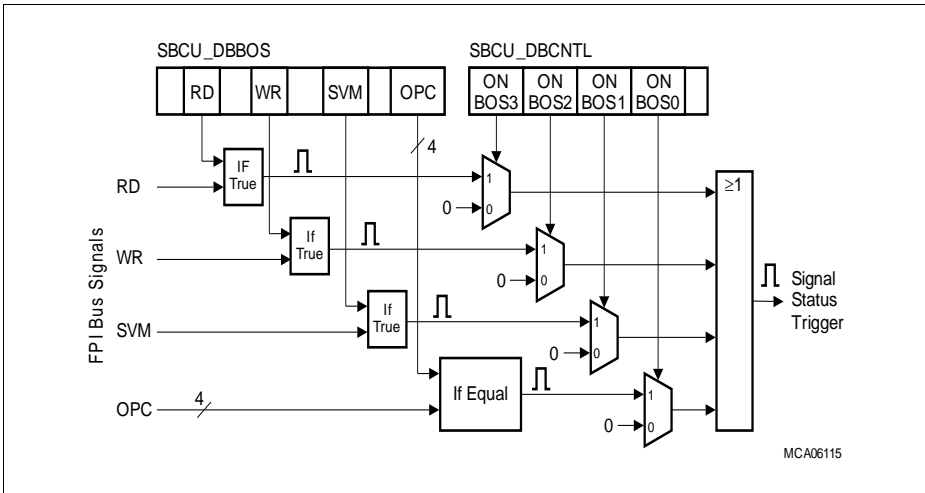 SBCU_DBBOS
SBCU_DBCNTL
RD
WR
SVM
OPC
ON
BOS3
ON
BOS2
ON
BOS1
ON
BOS0
4
FPI Bus Signals
RD
IF
True
1
0
0
≥1
WR
If
True
1
0
0
Signal
Status
Trigger
SVM
If
True
1
0
0
OPC
4
If Equal
1
0
0
MCA06115